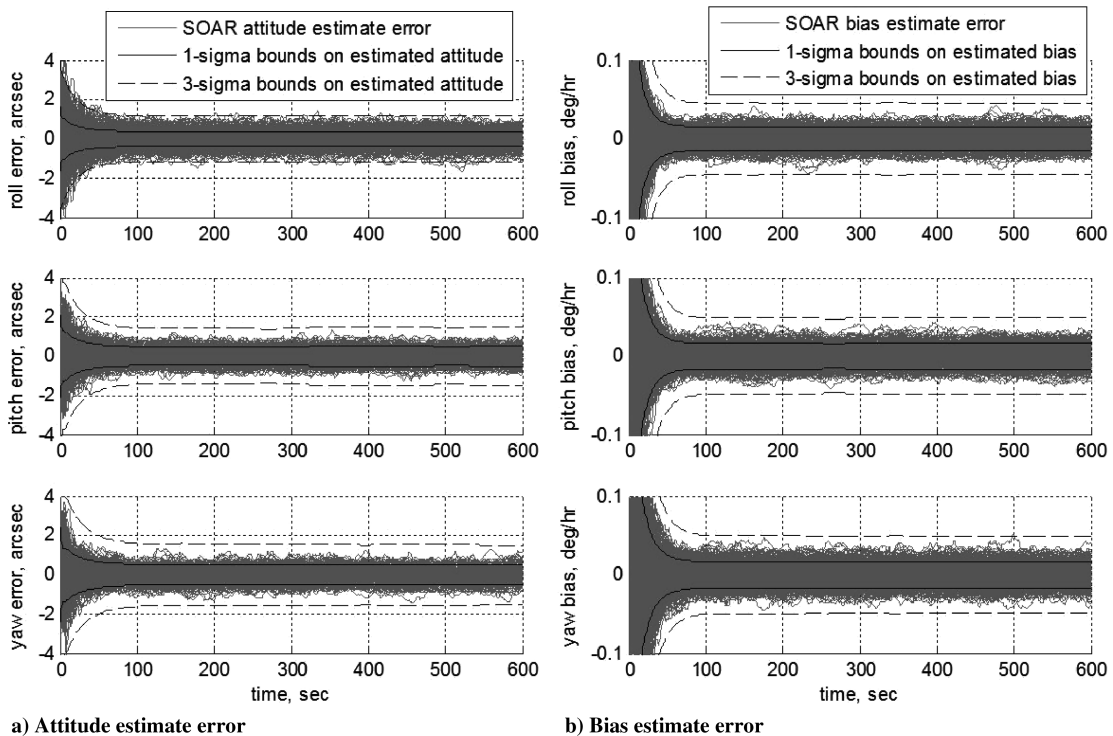 SOAR attitude estimate error
1-sigma bounds on estimated attitude
3-sigma bounds on estimated attitude
roll error, arcsec
4
2
0
-2
-4
0 100 200 300 400 500 600
pitch error, arcsec
4
2
0
-2
-4
0 100 200 300 400 500 600
yaw error, arcsec
4
2
0
-2
-4
0 100 200 300 400 500 600
time, sec
a) Attitude estimate error
SOAR bias estimate error
1-sigma bounds on estimated bias
3-sigma bounds on estimated bias
roll bias, deg/hr
0.1
0
-0.1
0 100 200 300 400 500 600
pitch bias, deg/hr
0.1
0
-0.1
0 100 200 300 400 500 600
yaw bias, deg/hr
0.1
0
-0.1
0 100 200 300 400 500 600
time, sec
b) Bias estimate error